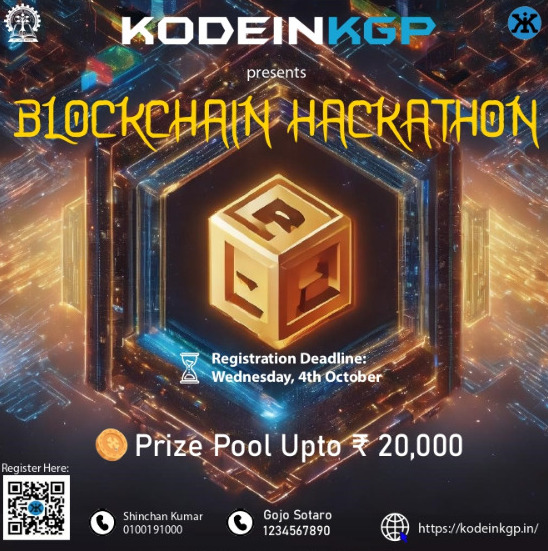 KODEINKGP
presents
BLOCKCHAIN HACKATHON
Registration Deadline:
Wednesday, 4th October
Prize Pool Upto ₹ 20,000
Register Here:
Shinchan Kumar
0100191000
Gojo Sotaro
1234567890
https://kodeinkgp.in/